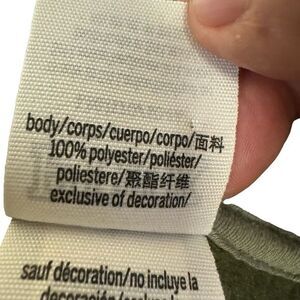 body/corps/cuerpo/corpo/面料
100% polyester/poliéster/
poliestere/聚酯纤维
exclusive of decoration/
sauf décoration/no incluye la
decoración/